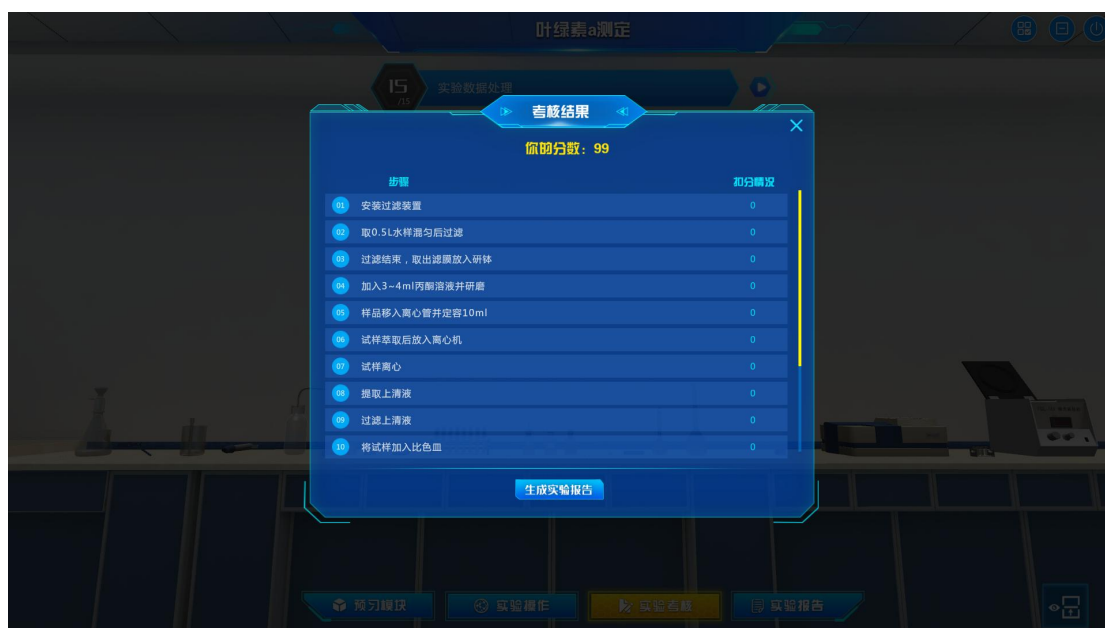 叶绿素a测定
15
/15
实验数据处理
考核结果
你的分数：99
步骤 扣分情况
01 安装过滤装置 0
02 取0.5L水样混匀后过滤 0
03 过滤结束，取出滤膜放入研钵 0
04 加入3~4ml丙酮溶液并研磨 0
05 样品移入离心管并定容10ml 0
06 试样萃取后放入离心机 0
07 试样离心 0
08 提取上清液 0
09 过滤上清液 0
10 将试样加入比色皿 0
生成实验报告
预习模块 实验操作 实验考核 实验报告